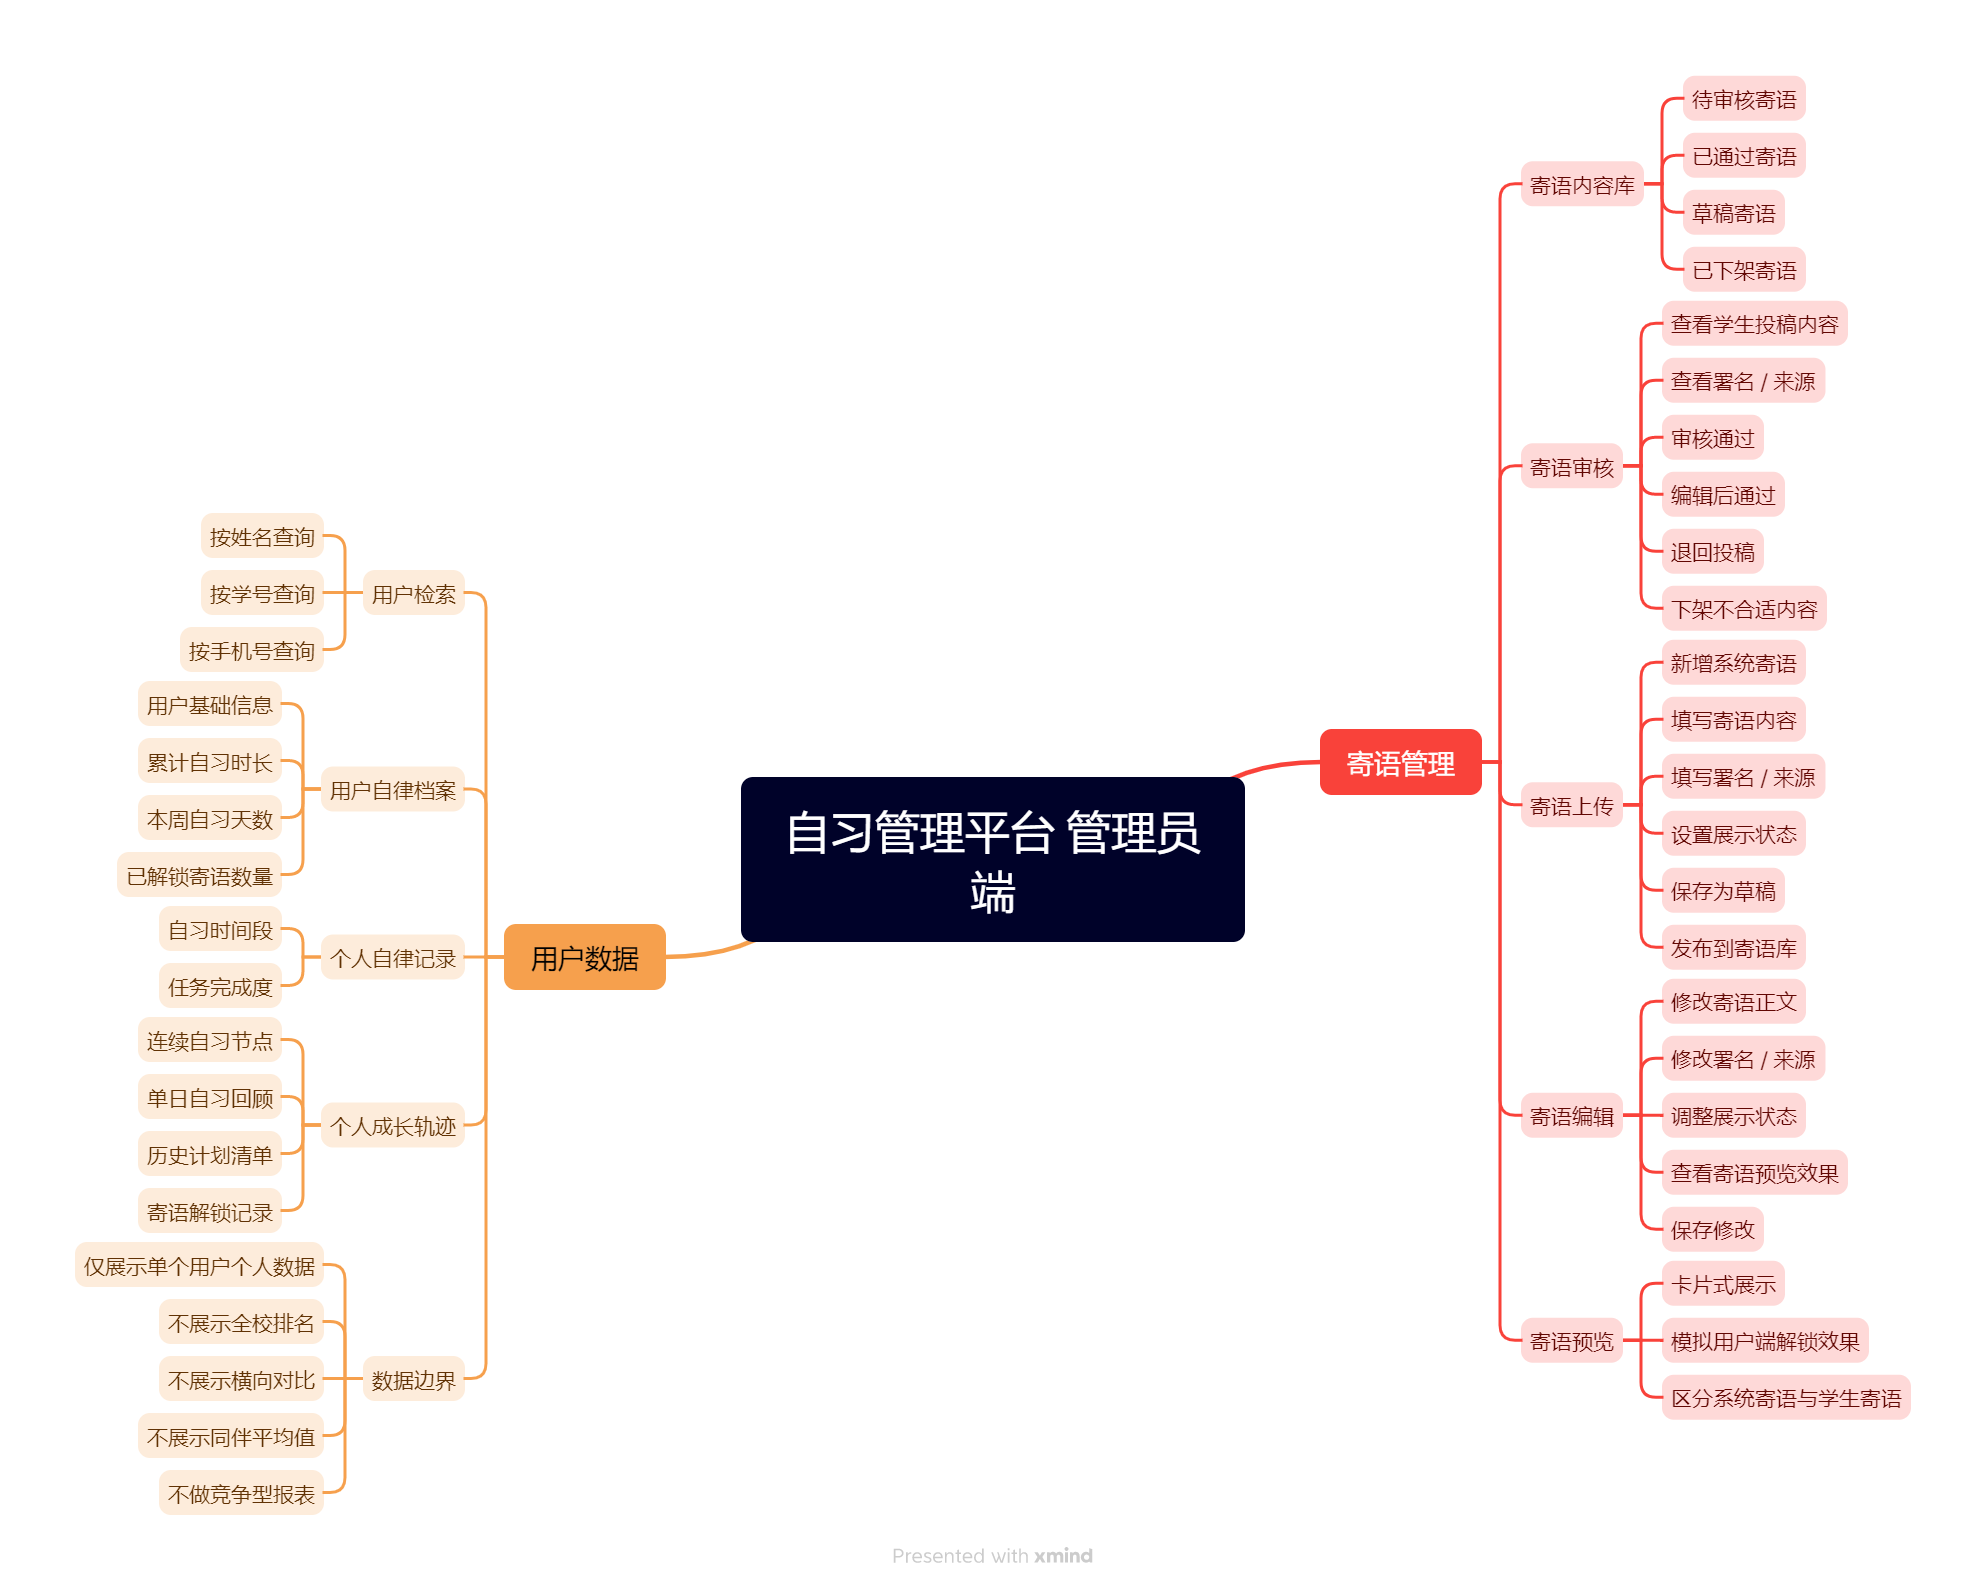 自习管理平台 管理员
端
寄语管理
寄语内容库
待审核寄语
已通过寄语
草稿寄语
已下架寄语
寄语审核
查看学生投稿内容
查看署名 / 来源
审核通过
编辑后通过
退回投稿
下架不合适内容
寄语上传
新增系统寄语
填写寄语内容
填写署名 / 来源
设置展示状态
保存为草稿
发布到寄语库
寄语编辑
修改寄语正文
修改署名 / 来源
调整展示状态
查看寄语预览效果
保存修改
寄语预览
卡片式展示
模拟用户端解锁效果
区分系统寄语与学生寄语
用户数据
用户检索
按姓名查询
按学号查询
按手机号查询
用户自律档案
用户基础信息
累计自习时长
本周自习天数
已解锁寄语数量
个人自律记录
自习时间段
任务完成度
个人成长轨迹
连续自习节点
单日自习回顾
历史计划清单
寄语解锁记录
数据边界
仅展示单个用户个人数据
不展示全校排名
不展示横向对比
不展示同伴平均值
不做竞争型报表
Presented with xmind